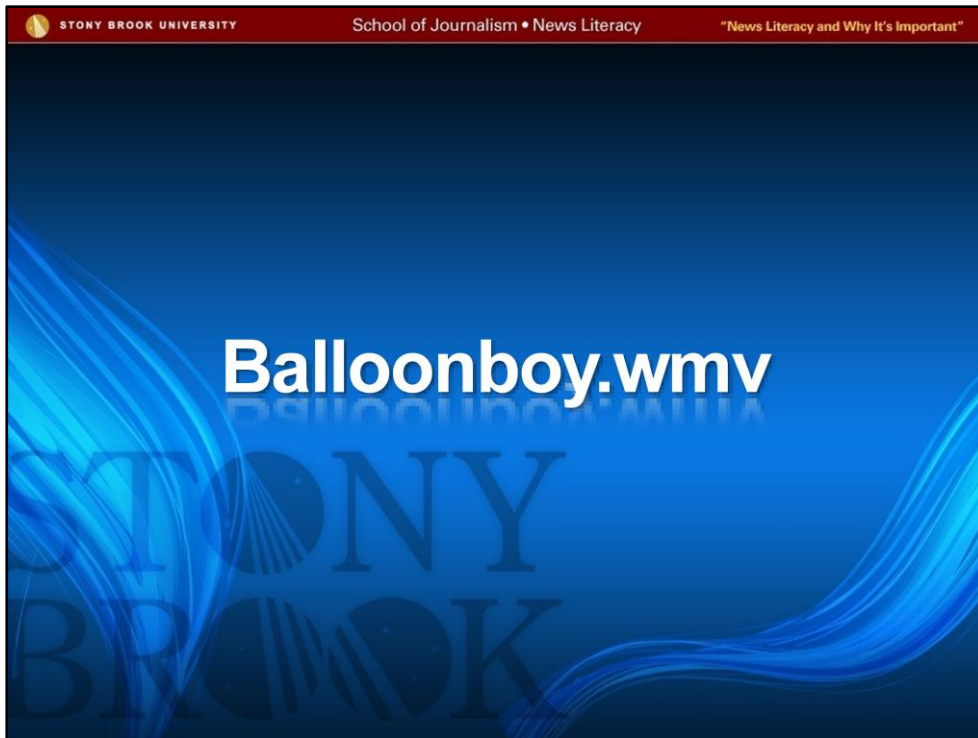 STONY BROOK UNIVERSITY School of Journalism • News Literacy "News Literacy and Why It's Important"
Balloonboy.wmv
STONY
BROOK